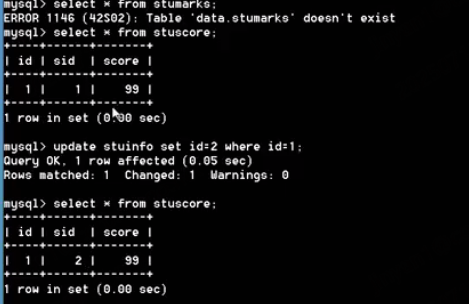 mysql> select * from stumarks;
ERROR 1146 (42S02): Table 'data.stumarks' doesn't exist
mysql> select * from stuscore;
+----+------+-------+
| id | sid  | score |
+----+------+-------+
|  1 |    1 |    99 |
+----+------+-------+
1 row in set (0.00 sec)
mysql> update stuinfo set id=2 where id=1;
Query OK, 1 row affected (0.05 sec)
Rows matched: 1  Changed: 1  Warnings: 0
mysql> select * from stuscore;
+----+------+-------+
| id | sid  | score |
+----+------+-------+
|  1 |    2 |    99 |
+----+------+-------+
1 row in set (0.00 sec)